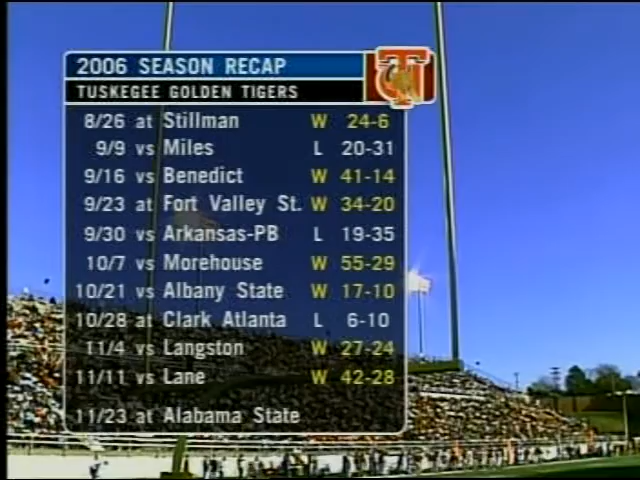 2006 SEASON RECAP
TUSKEGEE GOLDEN TIGERS
8/26 at Stillman W 24-6
9/9 vs Miles L 20-31
9/16 vs Benedict W 41-14
9/23 at Fort Valley St. W 34-20
9/30 vs Arkansas-PB L 19-35
10/7 vs Morehouse W 55-29
10/21 vs Albany State W 17-10
10/28 at Clark Atlanta L 6-10
11/4 vs Langston W 27-24
11/11 vs Lane W 42-28
11/23 at Alabama State